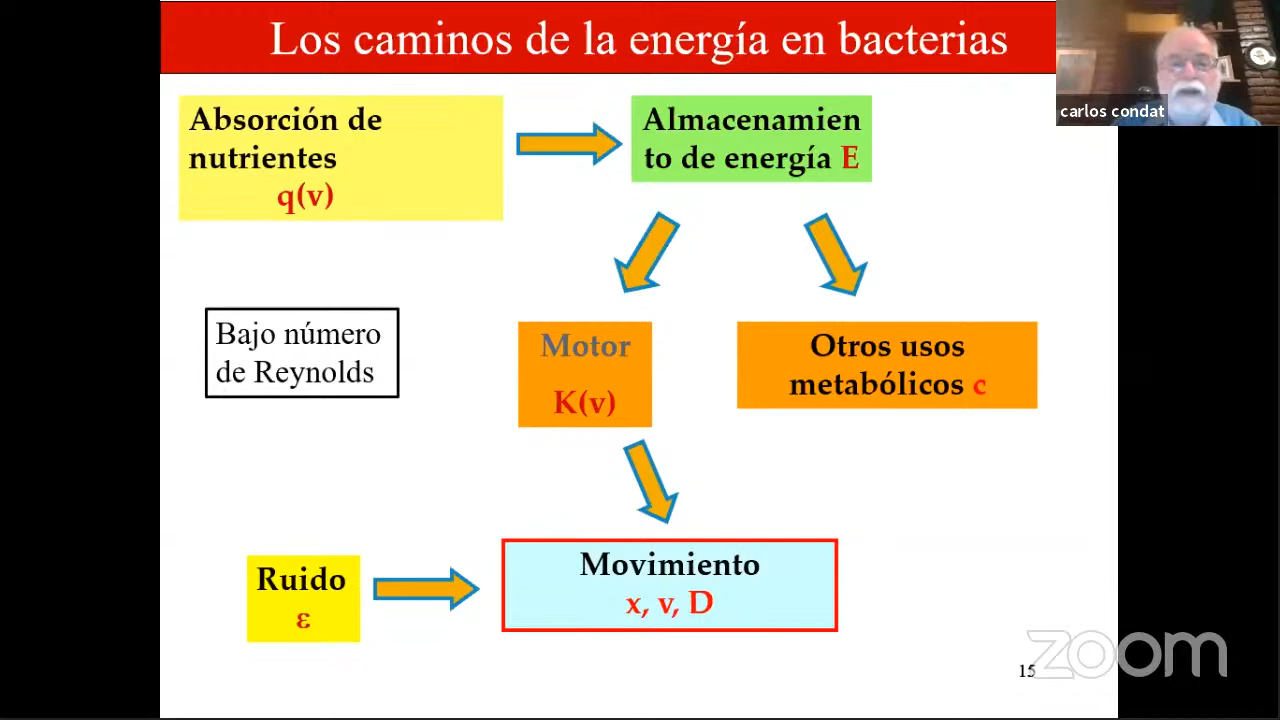 Los caminos de la energía en bacterias
carlos condat
Absorción de
nutrientes
q(v)
Almacenamien
to de energía E
Bajo número
de Reynolds
Motor
K(v)
Otros usos
metabólicos c
Ruido
ε
Movimiento
x, v, D
15
zoom